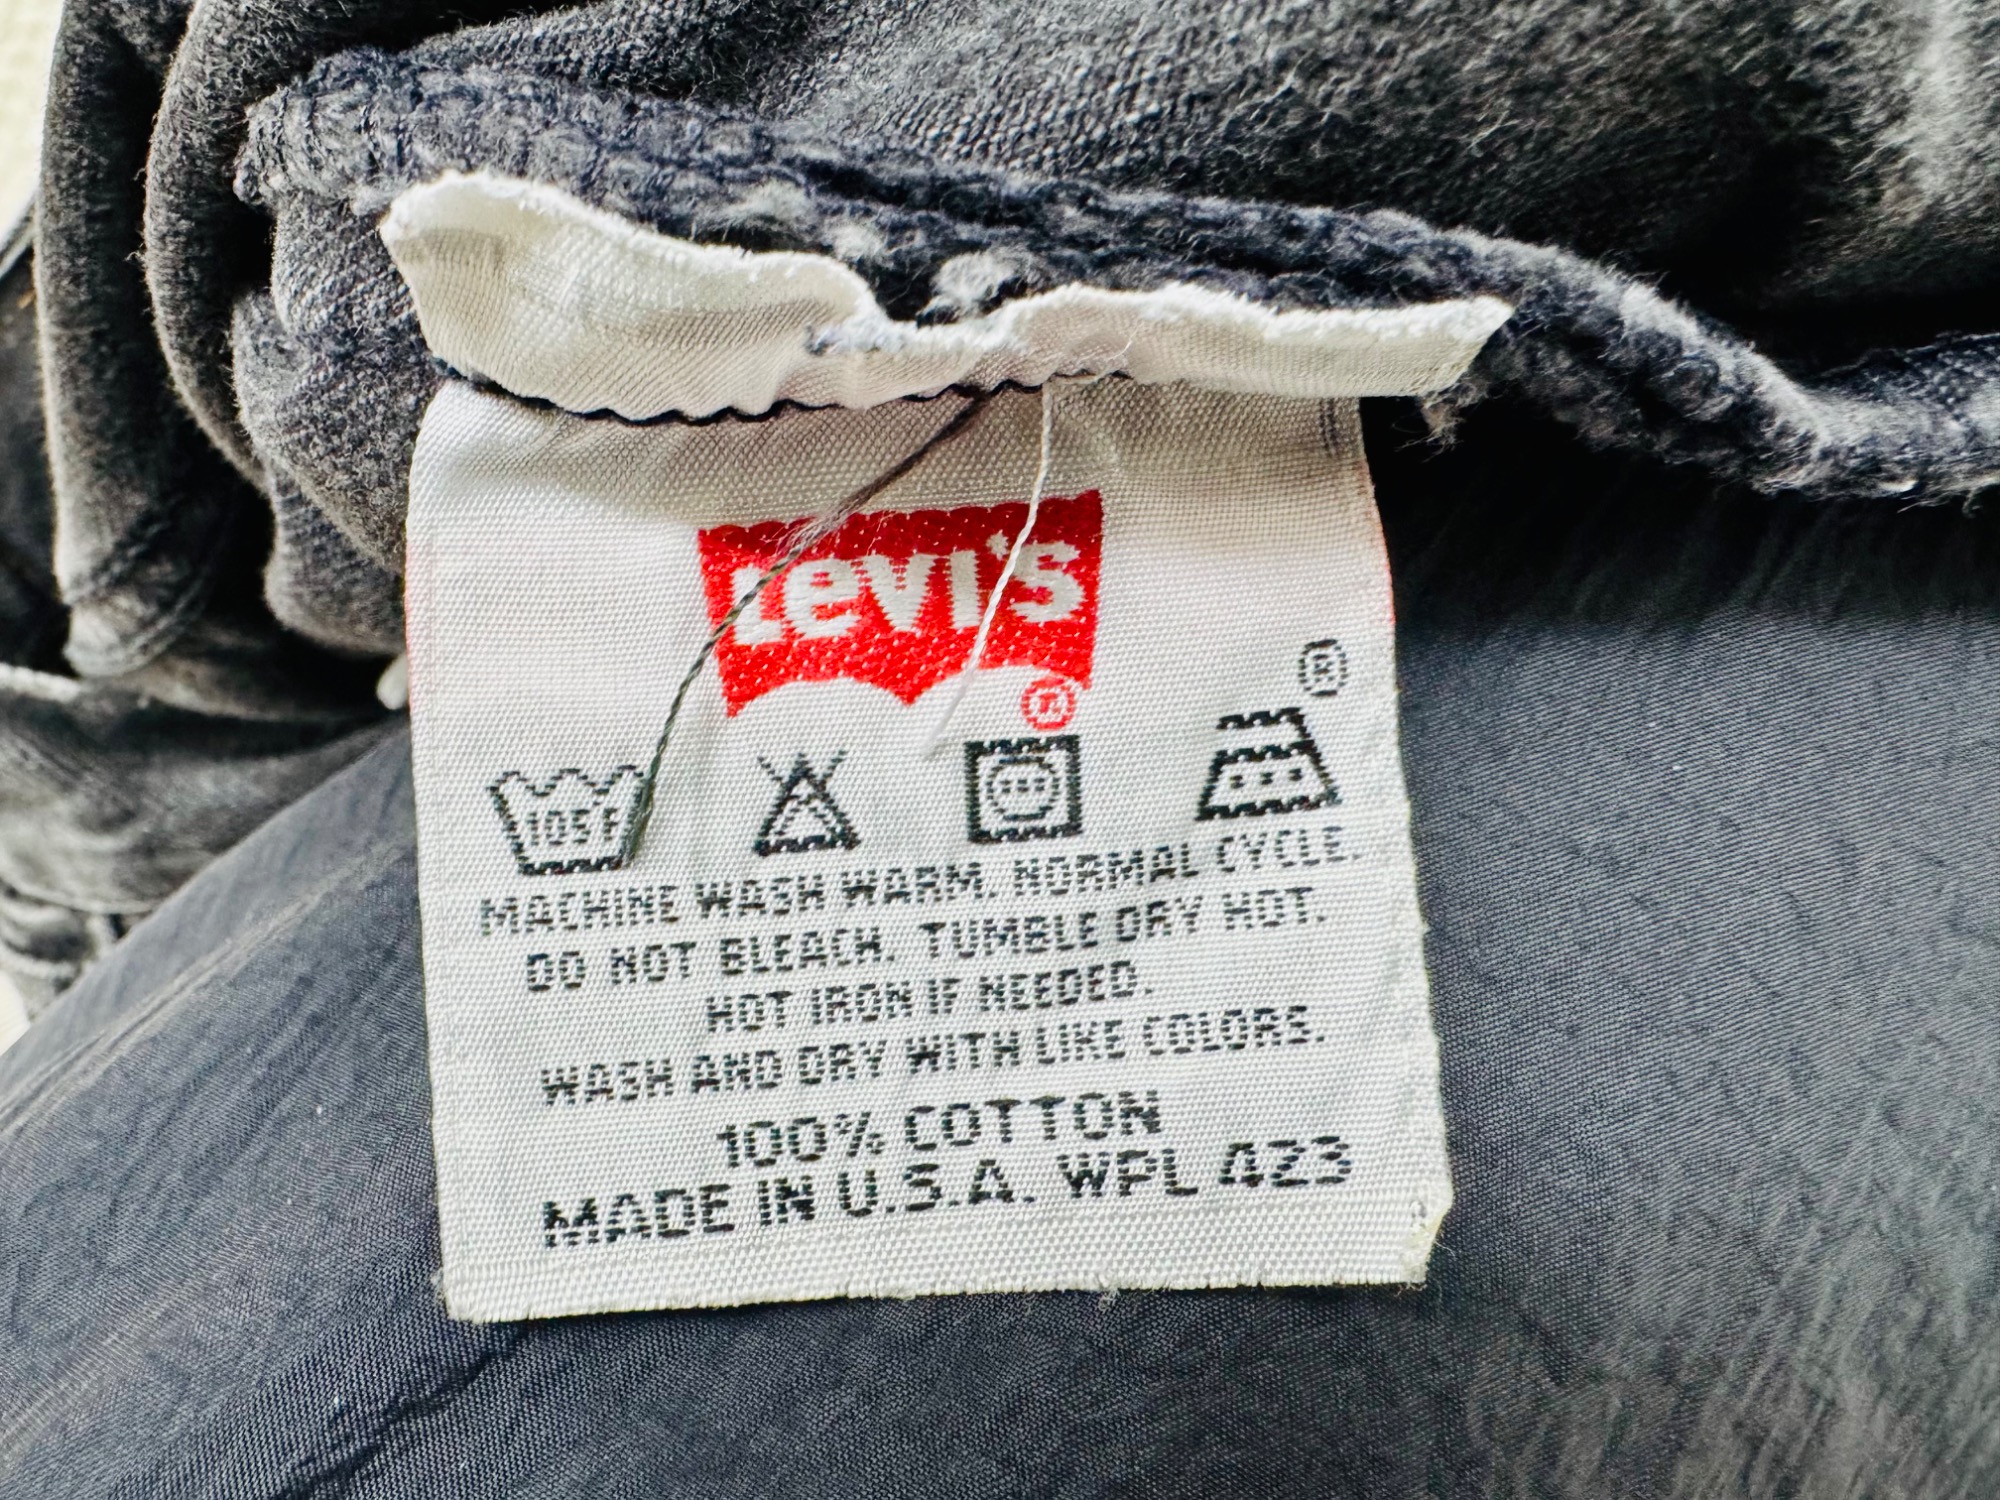 Levi's
®
®
105F
MACHINE WASH WARM. NORMAL CYCLE.
DO NOT BLEACH. TUMBLE DRY HOT.
HOT IRON IF NEEDED.
WASH AND DRY WITH LIKE COLORS.
100% COTTON
MADE IN U.S.A. WPL 423